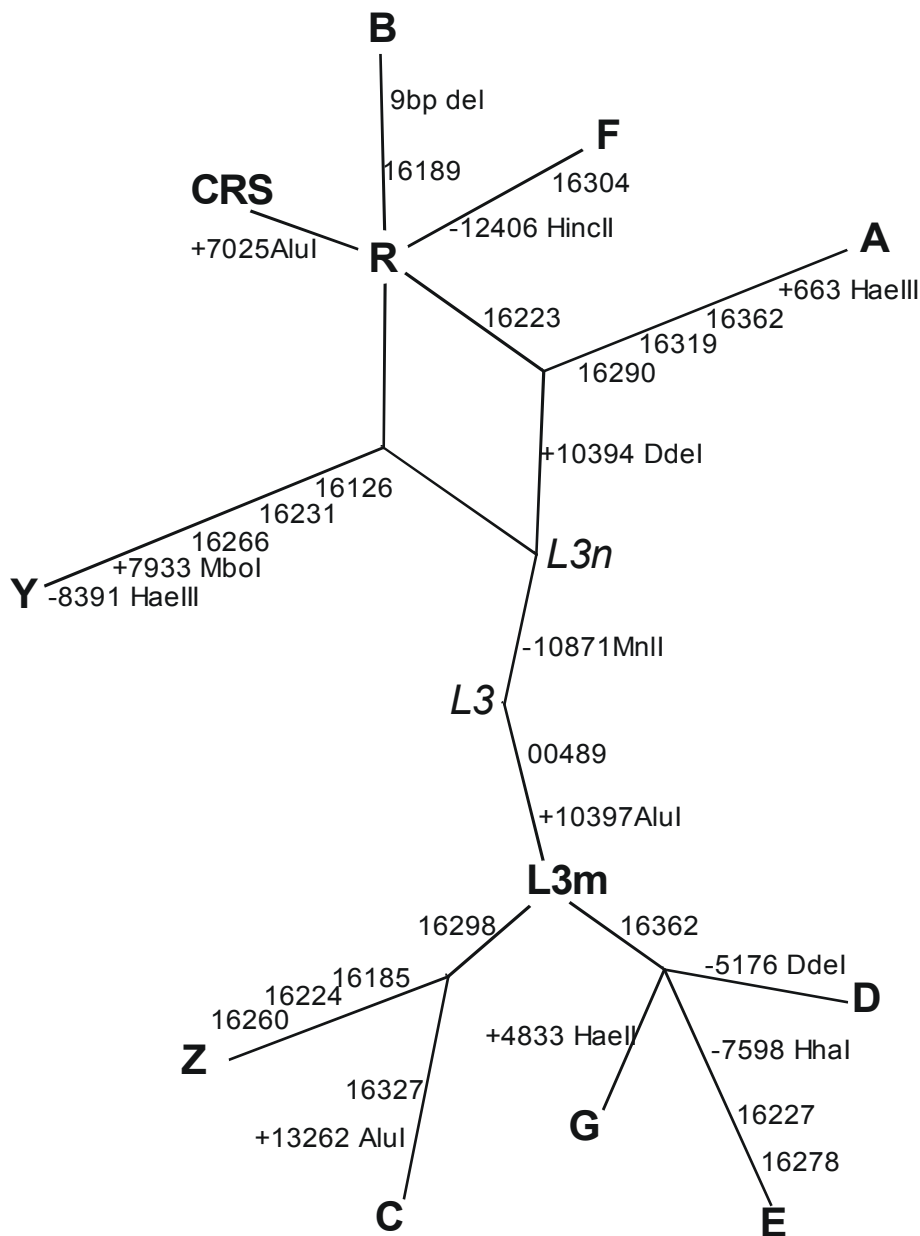 B
9bp del
F
16189
16304
CRS
-12406 HincII
A
+7025AluI
R
+663 HaeIII
16223
16362
16319
16290
+10394 DdeI
16126
16231
16266
L3n
+7933 MboI
Y
-8391 HaeIII
-10871MnlI
L3
00489
+10397AluI
L3m
16298
16362
16185
-5176 DdeI
16224
D
16260
+4833 HaeII
-7598 HhaI
Z
16327
16227
G
+13262 AluI
16278
C
E